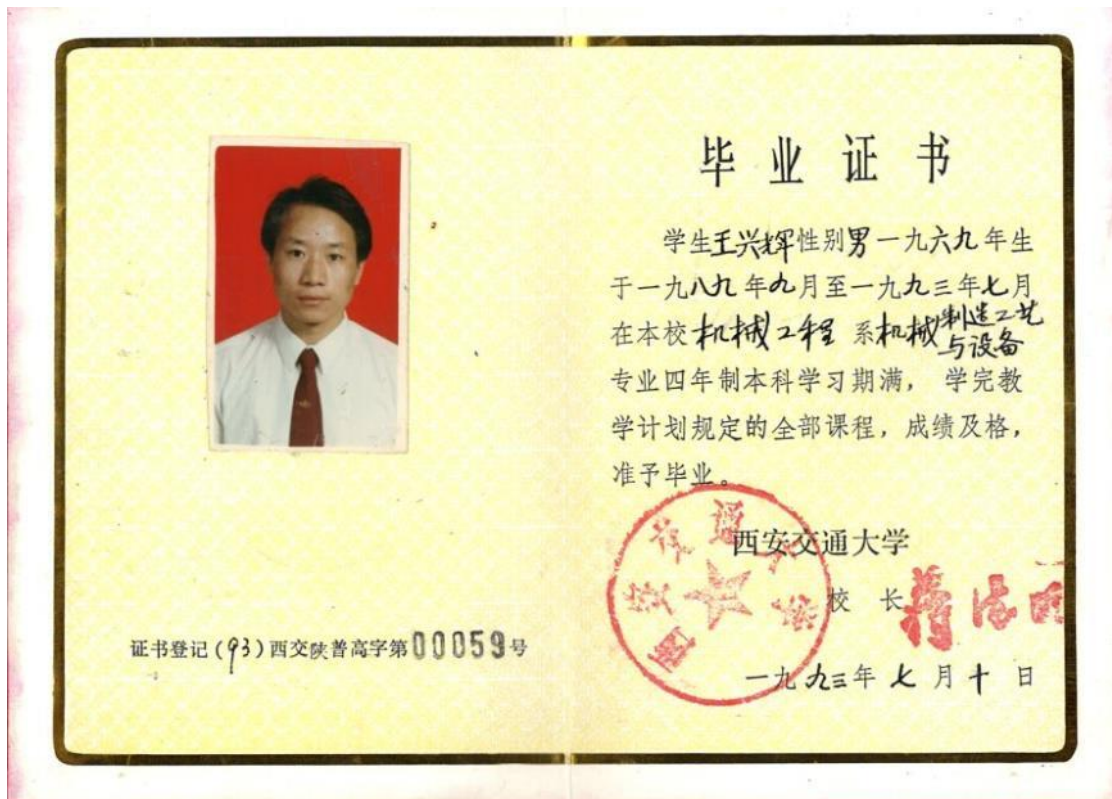 证书登记(93)西交陕普高字第00059号
毕业证书
学生王兴辉性别男一九六九年生
于一九八九年九月至一九九三年七月
在本校机械工程系机械制造工艺与设备
专业四年制本科学习期满，学完教
学计划规定的全部课程，成绩及格，
准予毕业。
西安交通大学
西安交通大学
校长
一九九三年七月十日